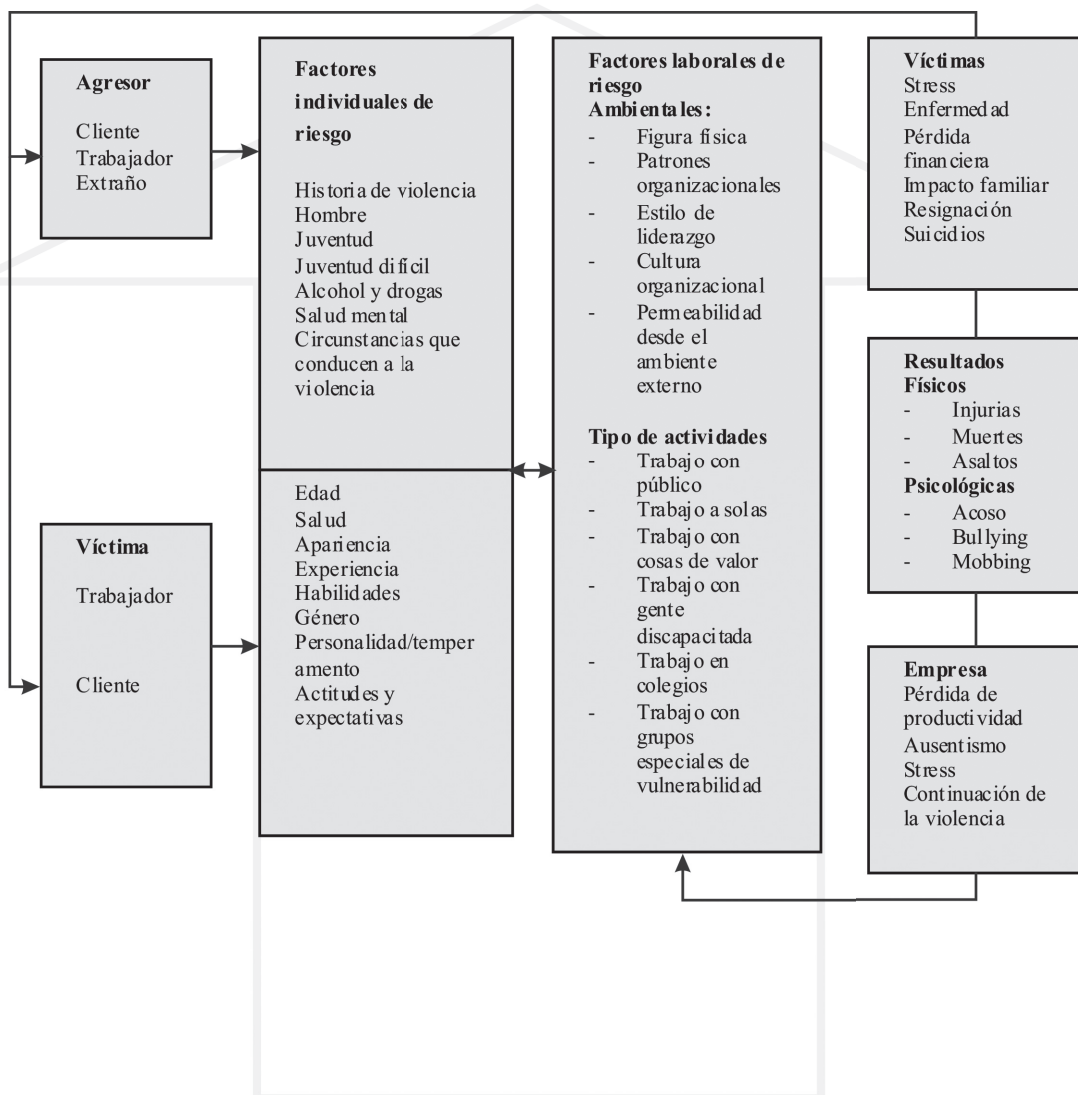 Agresor
Cliente
Trabajador
Extraño
Víctima
Trabajador
Cliente
Factores
individuales de
riesgo
Historia de violencia
Hombre
Juventud
Juventud difícil
Alcohol y drogas
Salud mental
Circunstancias que
conducen a la
violencia
Edad
Salud
Apariencia
Experiencia
Habilidades
Género
Personalidad/temper
amento
Actitudes y
expectativas
Factores laborales de
riesgo
Ambientales:
- Figura física
- Patrones
organizacionales
- Estilo de
liderazgo
- Cultura
organizacional
- Permeabilidad
desde el
ambiente
externo
Tipo de actividades
- Trabajo con
público
- Trabajo a solas
- Trabajo con
cosas de valor
- Trabajo con
gente
discapacitada
- Trabajo en
colegios
- Trabajo con
grupos
especiales de
vulnerabilidad
Víctimas
Stress
Enfermedad
Pérdida
financiera
Impacto familiar
Resignación
Suicidios
Resultados
Físicos
- Injurias
- Muertes
- Asaltos
Psicológicas
- Acoso
- Bullying
- Mobbing
Empresa
Pérdida de
productividad
Ausentismo
Stress
Continuación de
la violencia